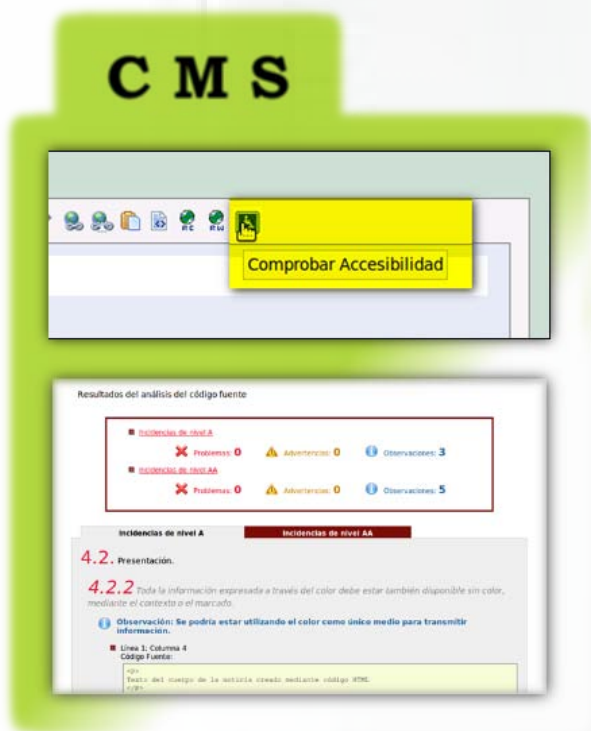 C M S
RC RW
Comprobar Accesibilidad
Resultados del análisis del código fuente
Incidencias de nivel A
Problemas: 0 Advertencias: 0 Observaciones: 3
Incidencias de nivel AA
Problemas: 0 Advertencias: 0 Observaciones: 5
Incidencias de nivel A Incidencias de nivel AA
4.2. Presentación.
4.2.2 Toda la información expresada a través del color debe estar también disponible sin color,
mediante el contexto o el marcado.
Observación: Se podría estar utilizando el color como único medio para transmitir
información.
Línea 1; Columna 4
Código Fuente:
<p>
Texto del cuerpo de la noticia creado mediante código HTML
</p>